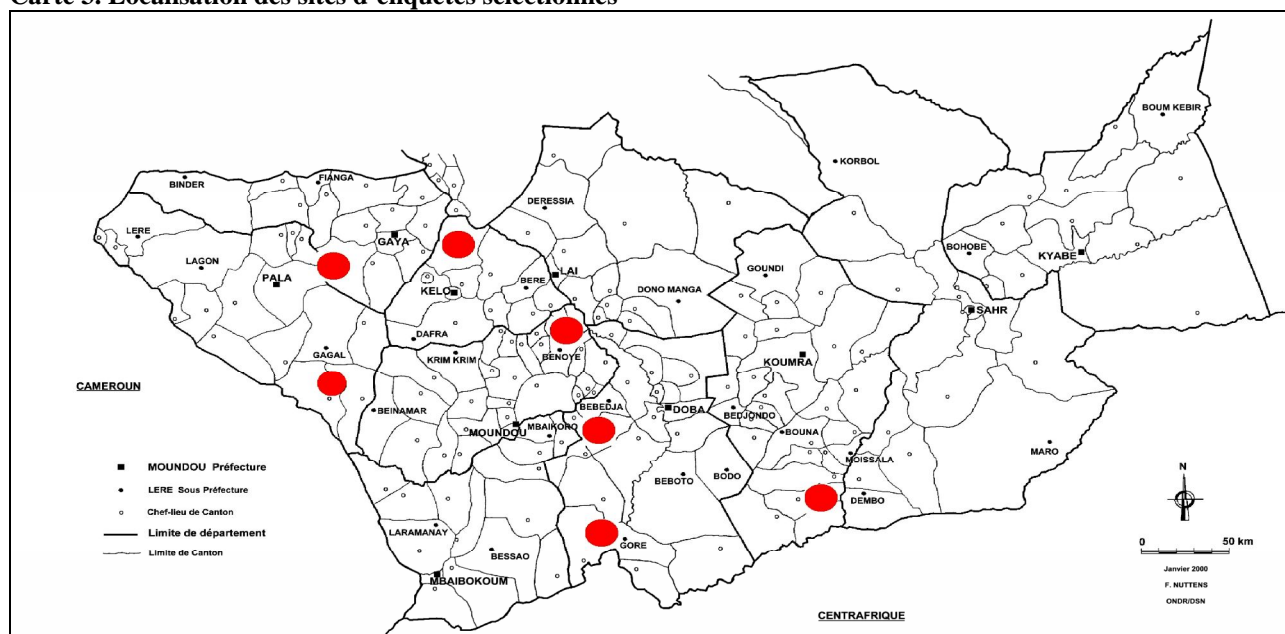 Carte 5. Localisation des sites d'enquêtes sélectionnés
BOUM KEBIR
KORBOL
BINDER
FIANGA
DERESSIA
LERE
GAYA
BOHOBE
KYABE
LAGON
PALA
LAI
GOUNDI
KELO
BERE
DONO MANGA
SAHR
DAFRA
GAGAL
KRIM KRIM
BENOYE
KOUMRA
CAMEROUN
BEINAMAR
BEBEDJA
DOBA
BEDJONDO
MOUNDOU
MBAIKORO
BOUNA
MARO
MOISSALA
MOUNDOU Préfecture
BEBOTO
BODO
LERE Sous Préfecture
DEMBO
N
Chef-lieu de Canton
LARAMANAY
Limite de département
GORE
0 50 km
BESSAO
Limite de Canton
Janvier 2000
MBAIBOKOUM
F. NUTTENS
ONDR/DSN
CENTRAFRIQUE